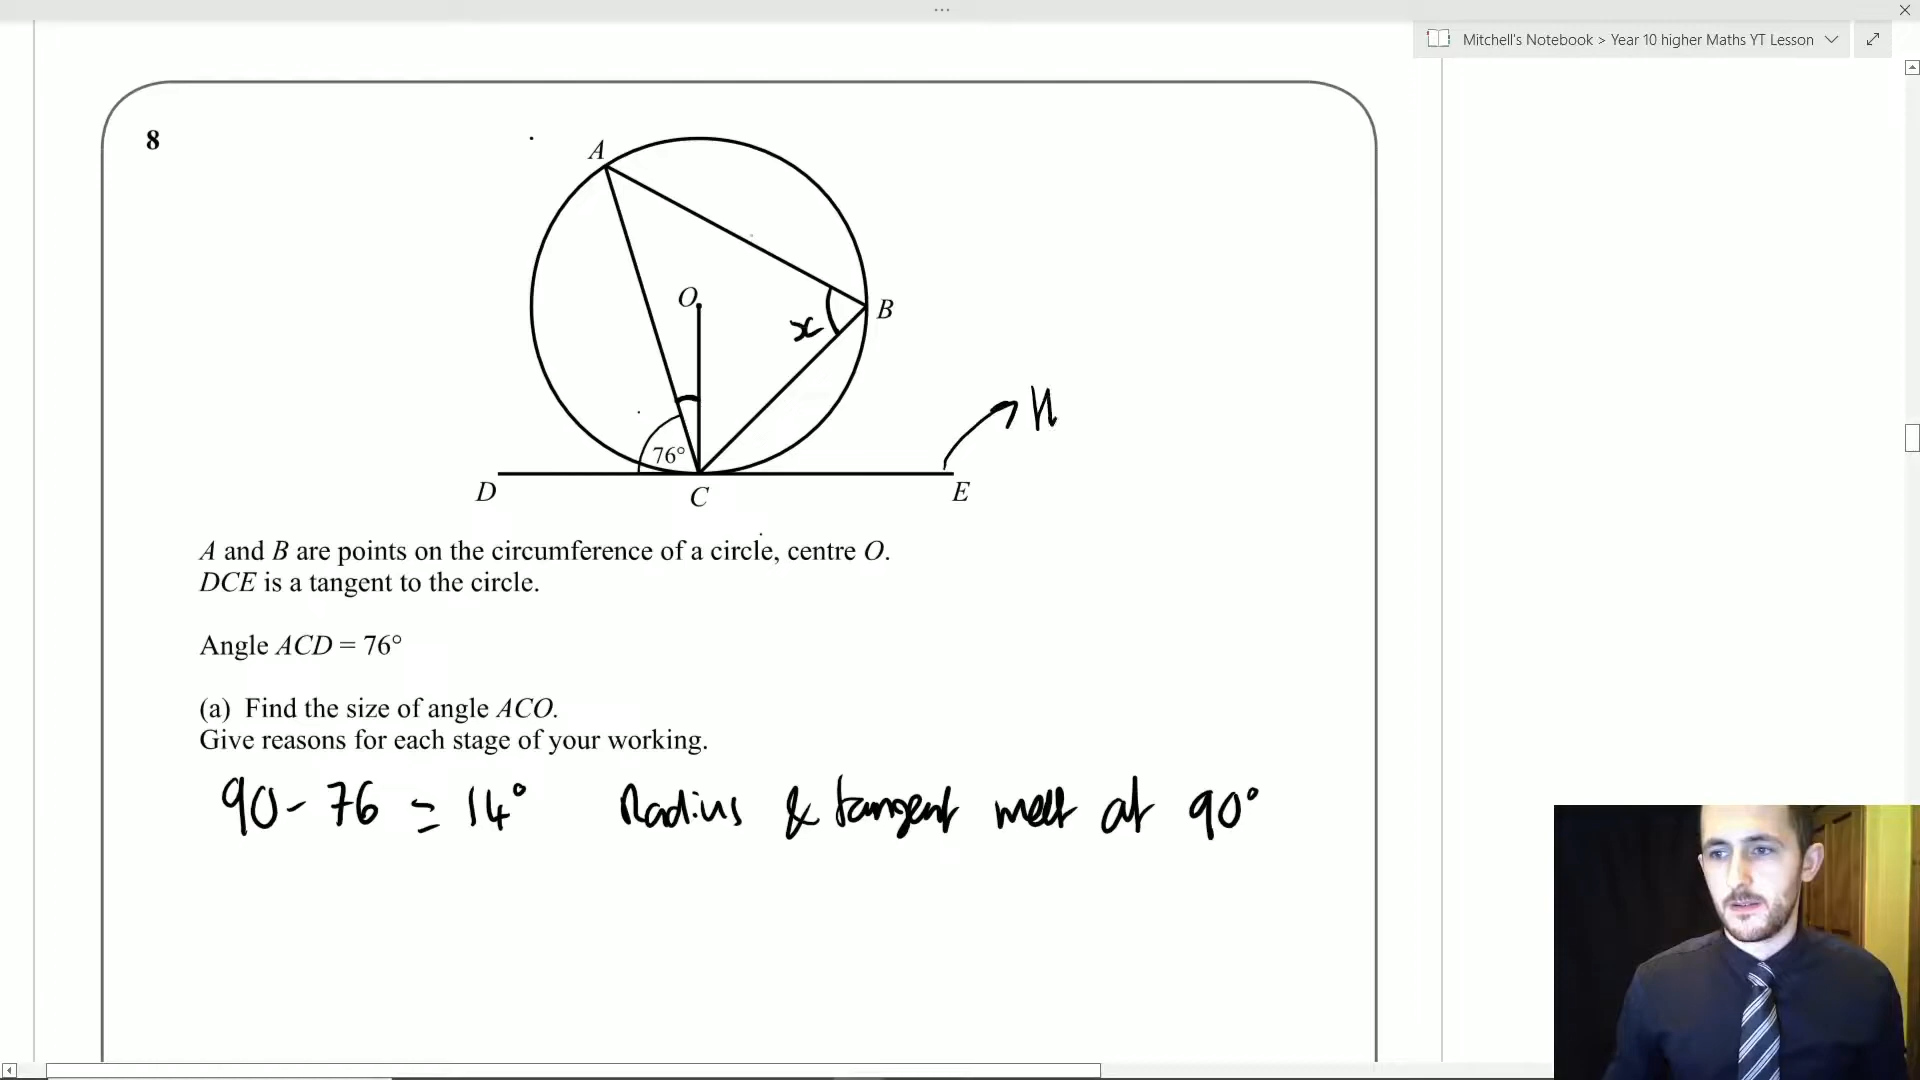 Mitchell's Notebook > Year 10 higher Maths YT Lesson
8
A
O
B
x
H
76°
D
C
E
A and B are points on the circumference of a circle, centre O.
DCE is a tangent to the circle.
Angle ACD = 76°
(a) Find the size of angle ACO.
Give reasons for each stage of your working.
90 - 76 = 14° Radius & tangent meet at 90°